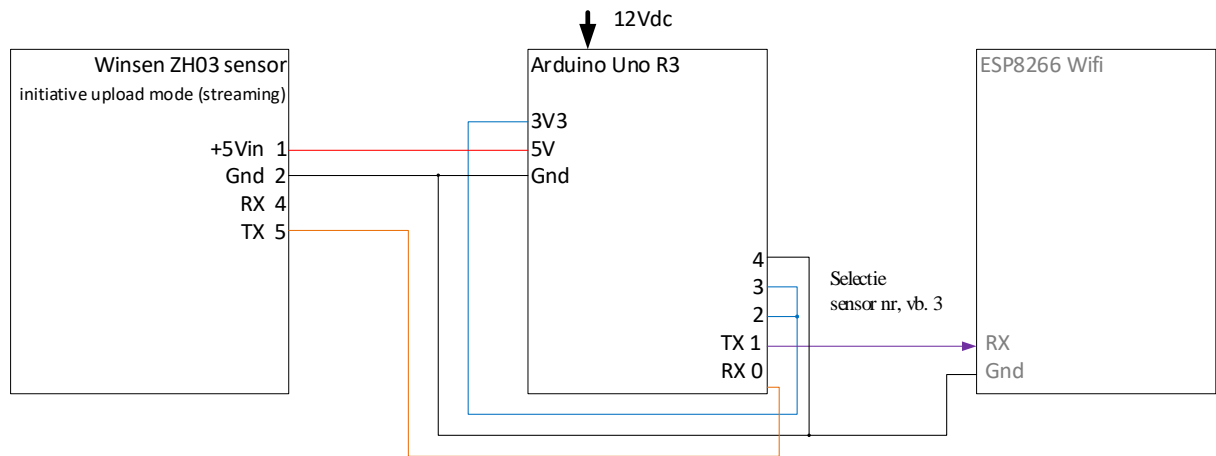 12Vdc
Winsen ZH03 sensor
initiative upload mode (streaming)
+5Vin 1
Gnd 2
RX 4
TX 5
Arduino Uno R3
3V3
5V
Gnd
4
3
2
TX 1
RX 0
Selectie
sensor nr, vb. 3
ESP8266 Wifi
RX
Gnd